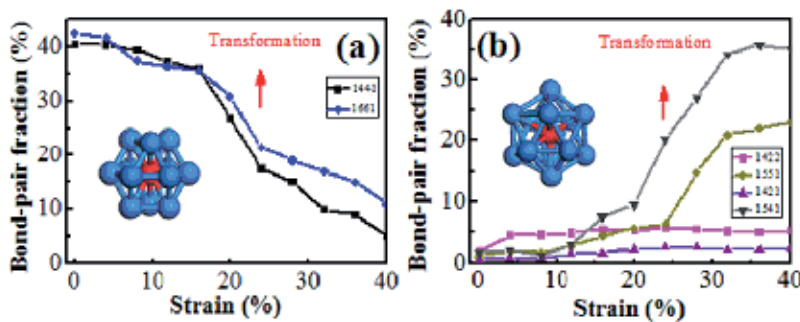 Bond-pair fraction (%)
40
30
20
10
0
Transformation
(a)
1441
1661
0 10 20 30 40
Strain (%)
Bond-pair fraction (%)
40
30
20
10
0
(b)
Transformation
1422
1551
1421
1541
0 10 20 30 40
Strain (%)